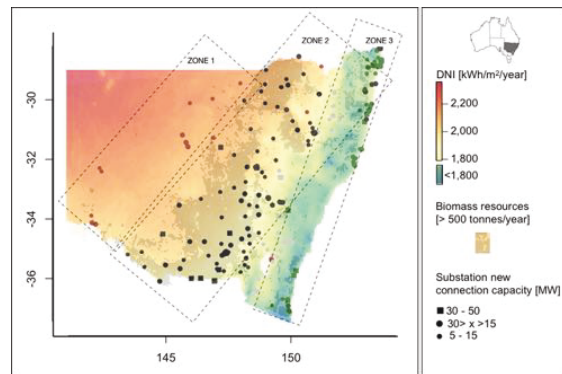 ZONE 1
ZONE 2
ZONE 3
-30
-32
-34
-36
145
150
DNI [kWh/m²/year]
2,200
2,000
1,800
<1,800
Biomass resources
[> 500 tonnes/year]
Substation new
connection capacity [MW]
30 - 50
30> x >15
5 - 15